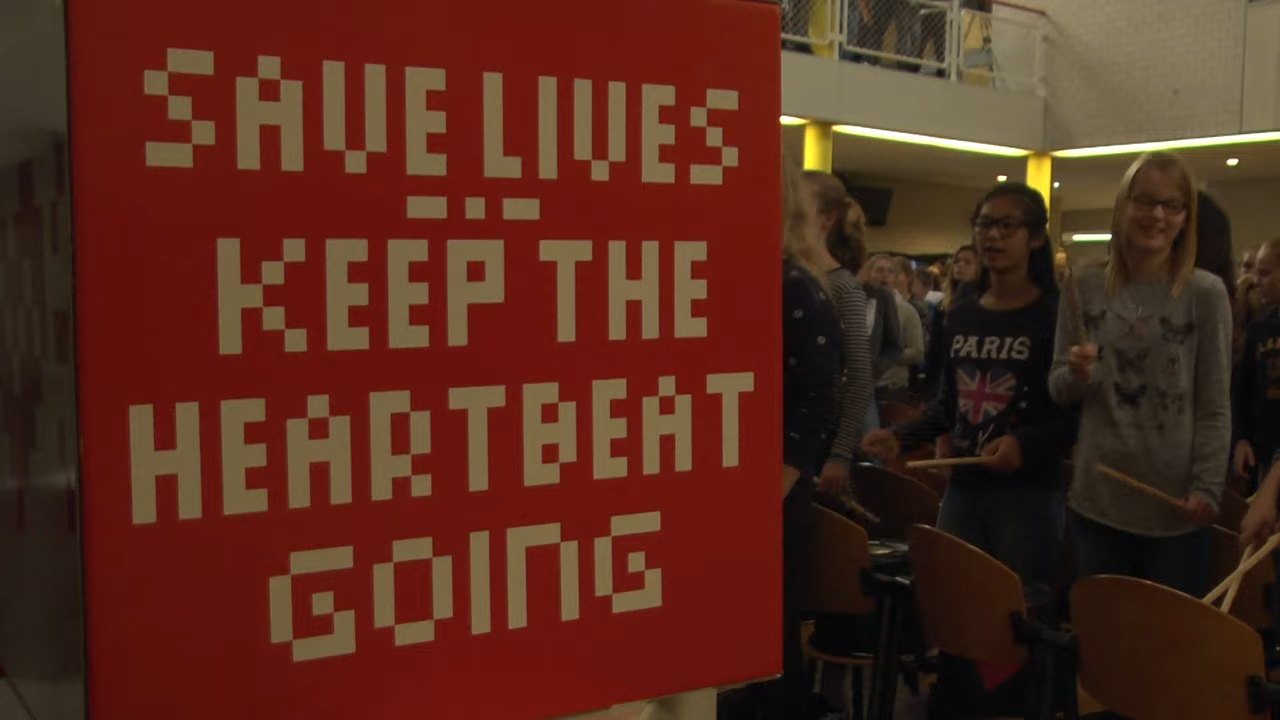 SAVE LIVES
KEEP THE
HEARTBEAT
GOING
PARIS